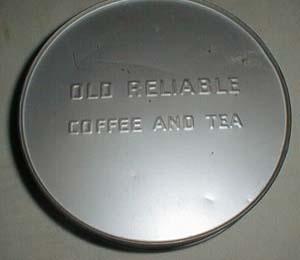 OLD RELIABLE
COFFEE AND TEA